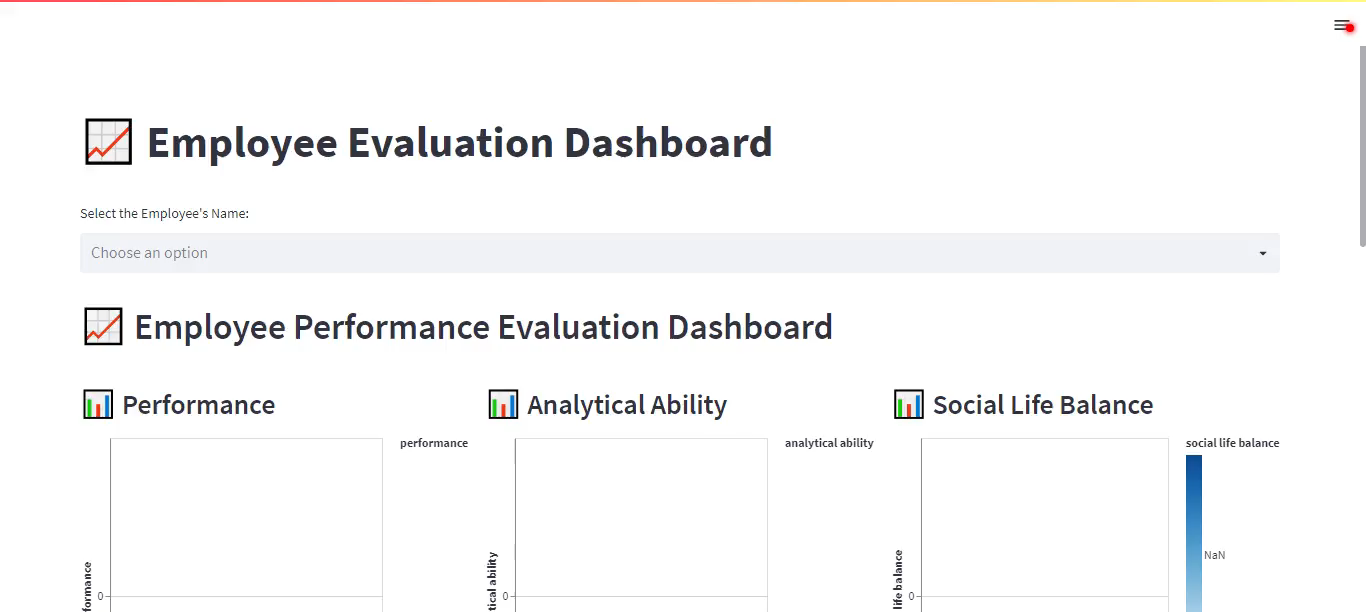 Employee Evaluation Dashboard
Select the Employee's Name:
Choose an option
Employee Performance Evaluation Dashboard
Performance
Analytical Ability
Social Life Balance
performance
analytical ability
social life balance
NaN
0
0
0